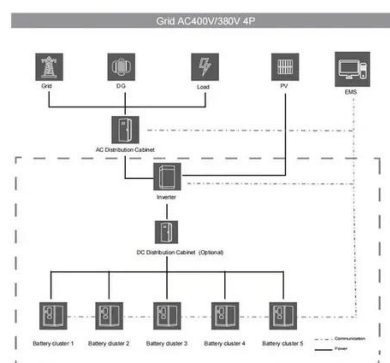 Grid AC400V/380V 4P
Grid DG Load PV EMS
AC Distribution Cabinet
Inverter
DC Distribution Cabinet (Optional)
Battery cluster 1 Battery cluster 2 Battery cluster 3 Battery cluster 4 Battery cluster 5
Communication
Power